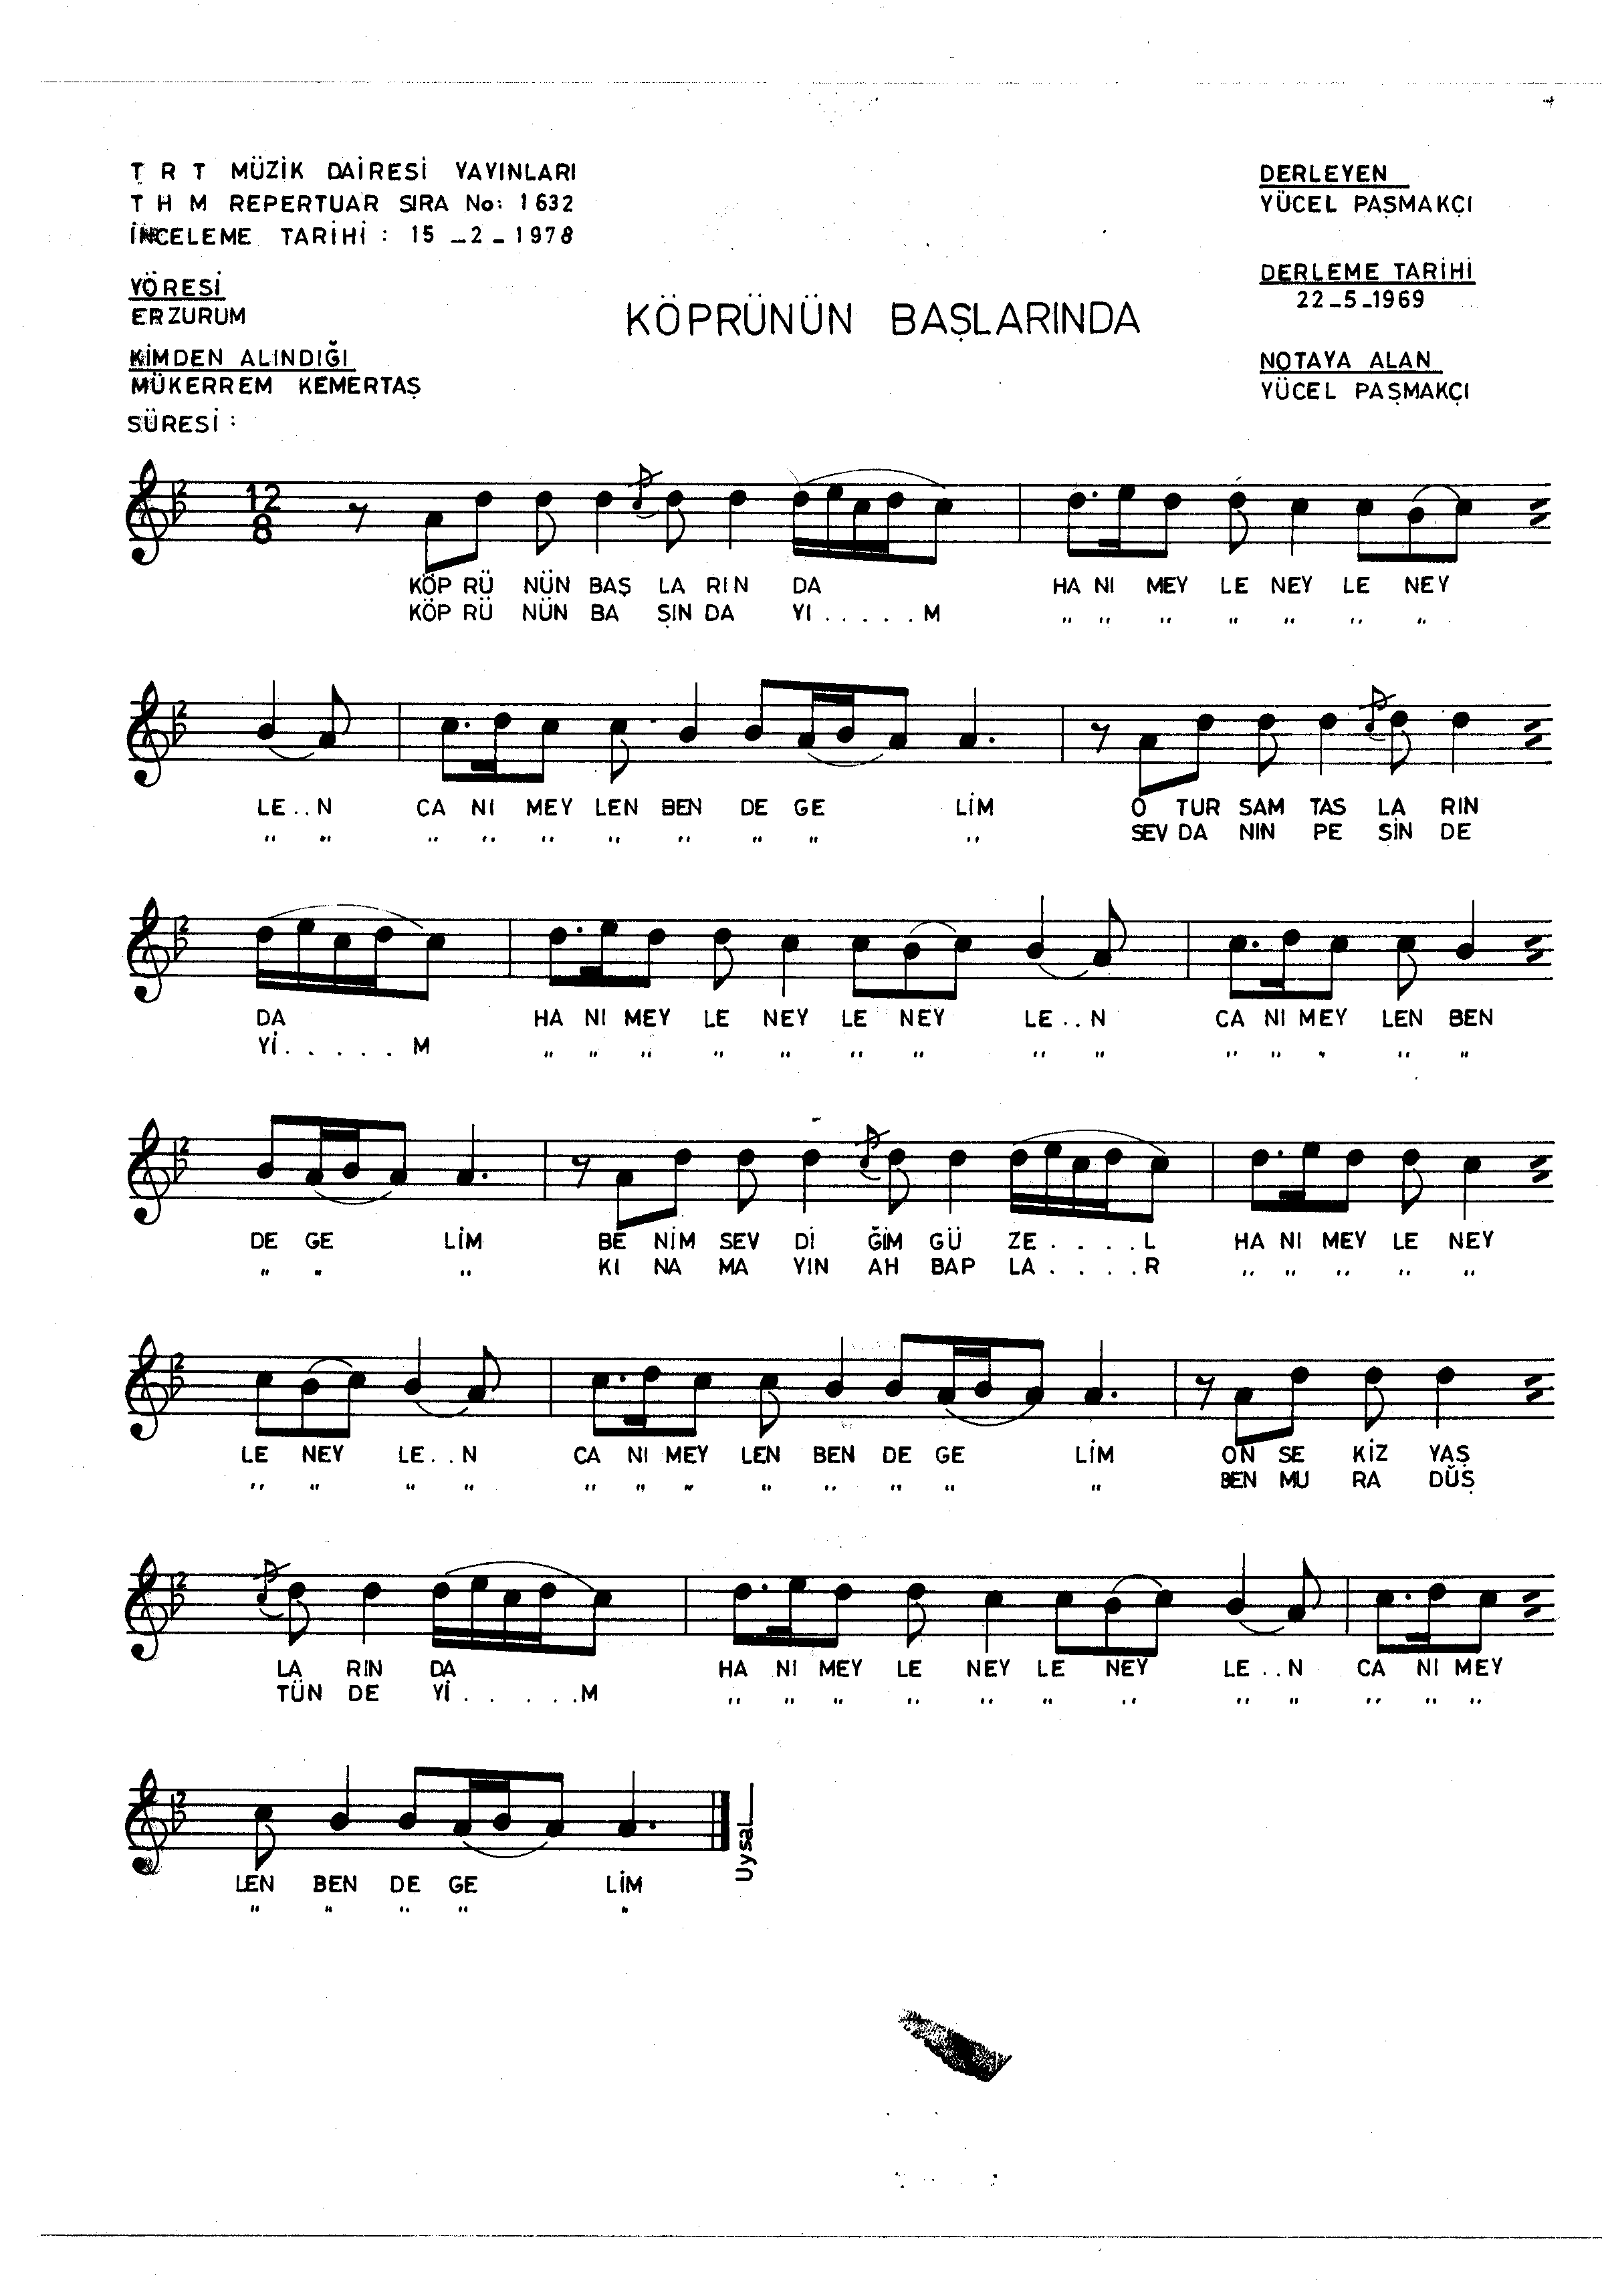 T R T MÜZİK DAİRESİ YAYINLARI
T H M REPERTUAR SIRA No: 1632
İNCELEME TARİHİ : 15 _2 _ 1978
DERLEYEN
YÜCEL PAŞMAKÇI
YÖRESİ
ERZURUM
DERLEME TARİHİ
22_5_1969
KÖPRÜNÜN BAŞLARINDA
KİMDEN ALINDIĞI
MÜKERREM KEMERTAŞ
NOTAYA ALAN
YÜCEL PAŞMAKÇI
SÜRESİ :
12
8
KÖP RÜ NÜN BAŞ LA RIN DA HA NI MEY LE NEY LE NEY
KÖP RÜ NÜN BA ŞIN DA YI . . . . . M " " " " " " "
LE . . N CA NI MEY LEN BEN DE GE LİM O TUR SAM TAS LA RIN
" " " " " " " " " " SEV DA NIN PE ŞİN DE
DA HA NI MEY LE NEY LE NEY LE . . N CA NI MEY LEN BEN
Yİ . . . . . M " " " " " " " " " " " " " "
DE GE LİM BE NİM SEV Dİ ĞİM GÜ ZE . . . . L HA NI MEY LE NEY
" " " KI NA MA YIN AH BAP LA . . . . R " " " " "
LE NEY LE . . N CA NI MEY LEN BEN DE GE LİM ON SE KİZ YAŞ
" " " " " " " " " " " " BEN MU RA DÜŞ
LA RIN DA HA NI MEY LE NEY LE NEY LE . . N CA NI MEY
TÜN DE Yİ . . . . . M " " " " " " " " " " " "
LEN BEN DE GE LİM
" " " " "
Uysal